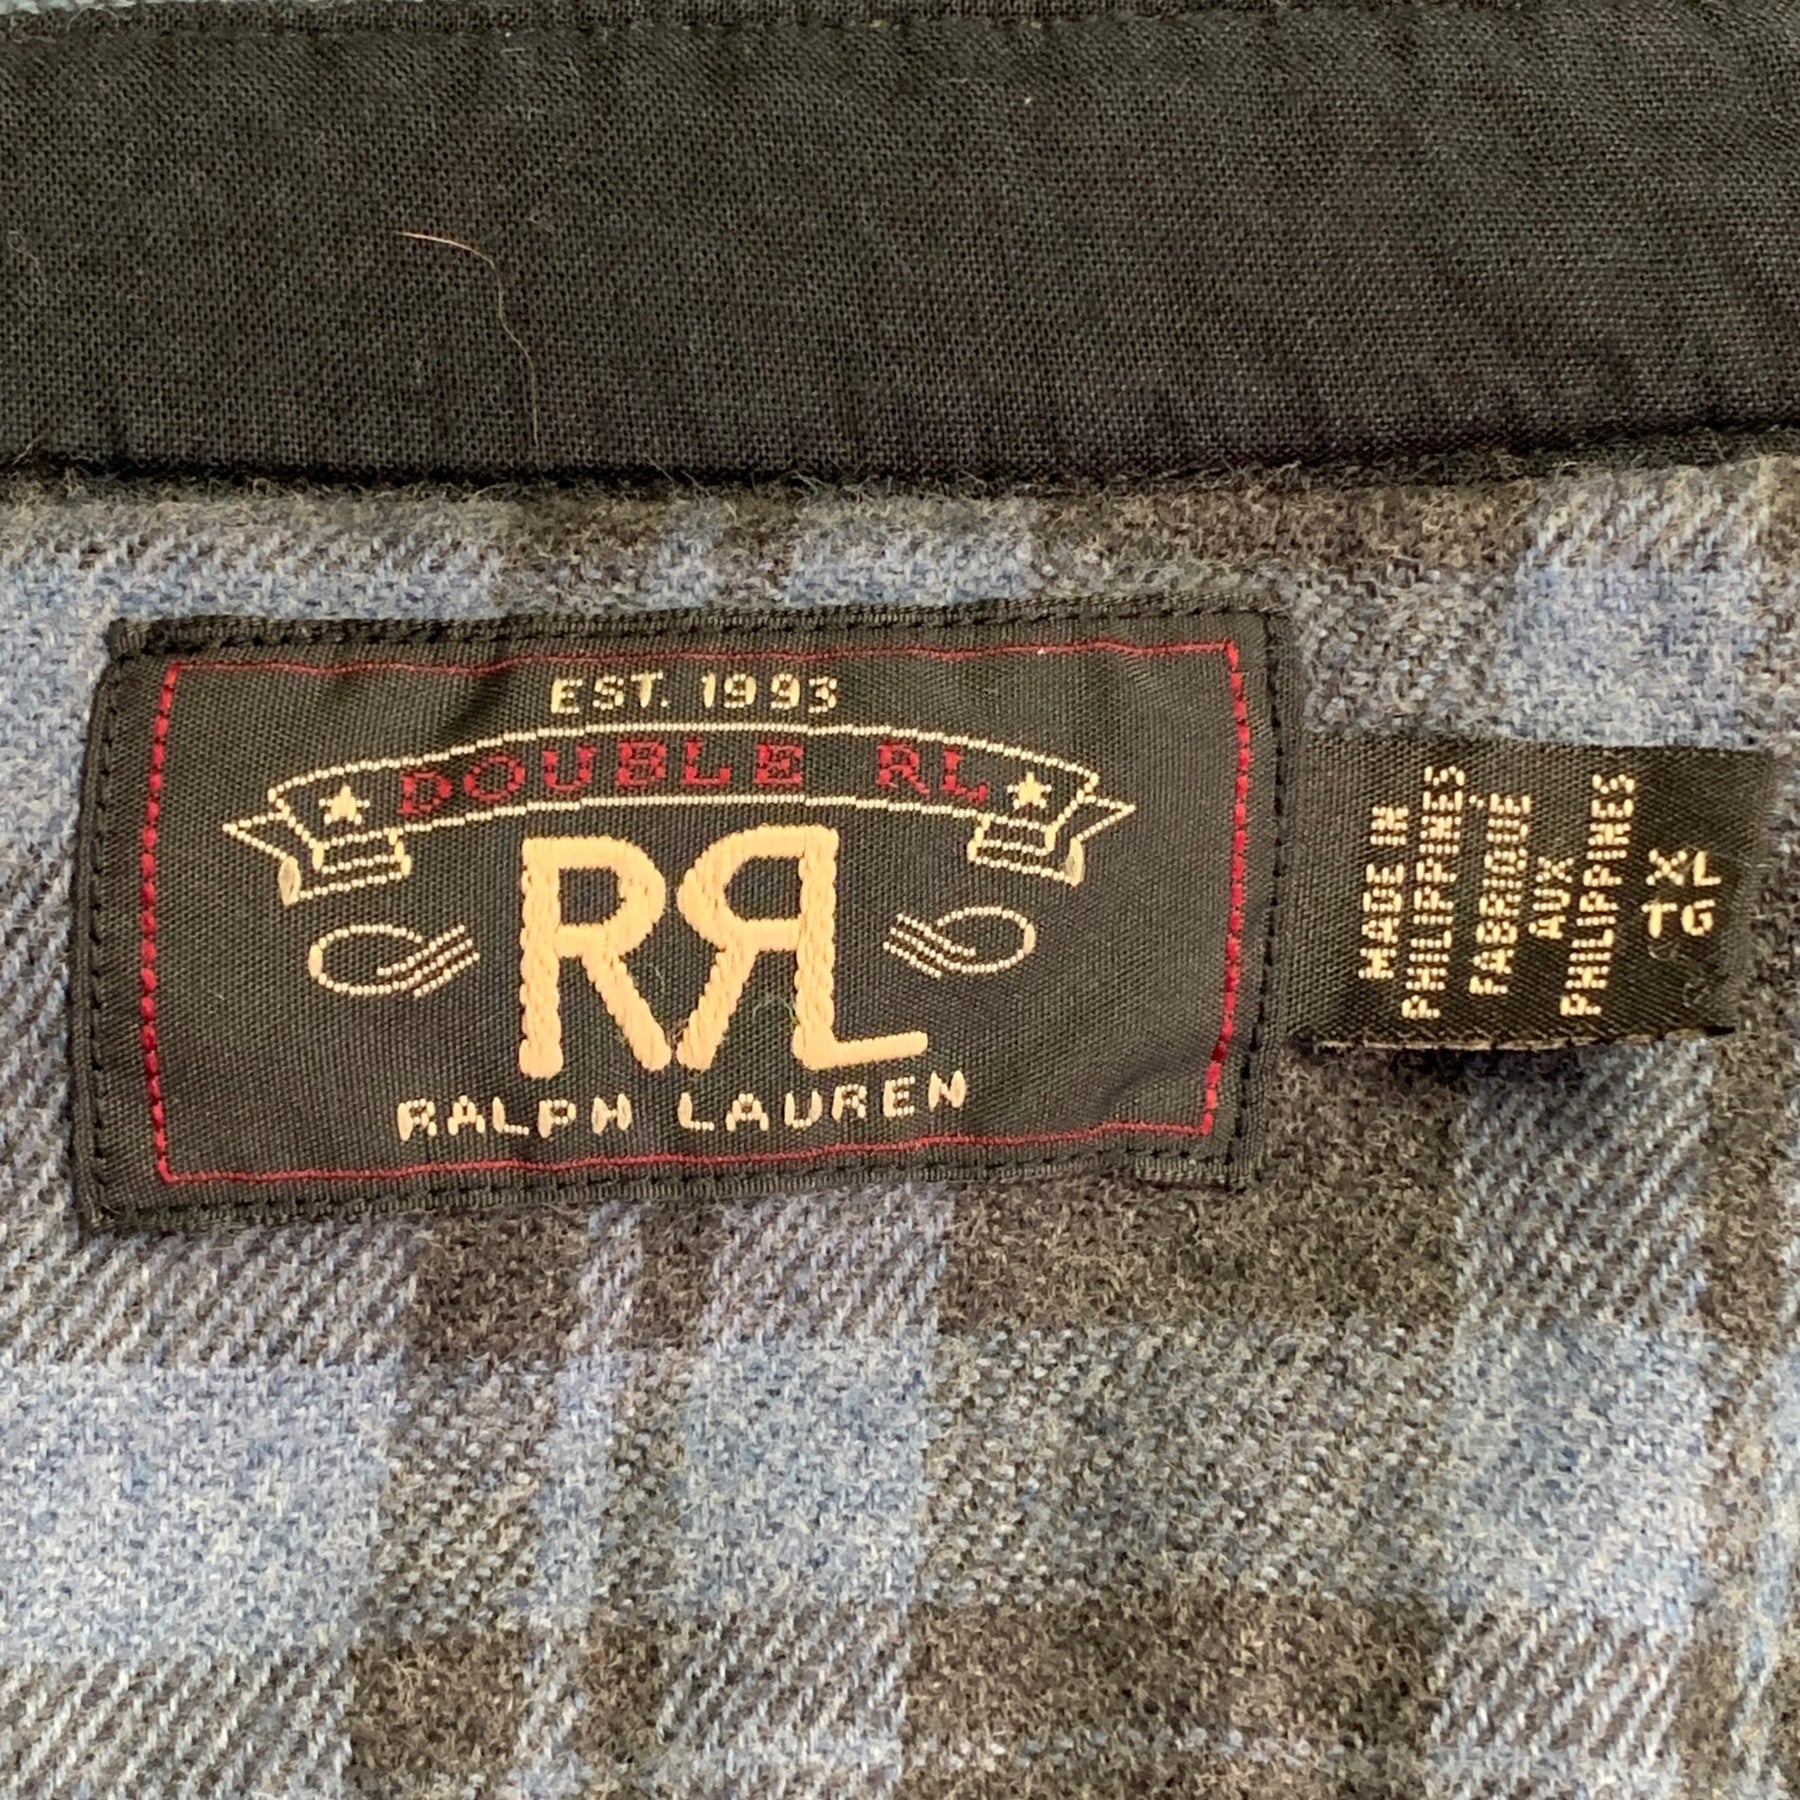 EST. 1993
DOUBLE RL
RRL
RALPH LAUREN
MADE IN
PHILIPPINES
FABRIQUÉ
AUX
PHILIPPINES
XL
TG